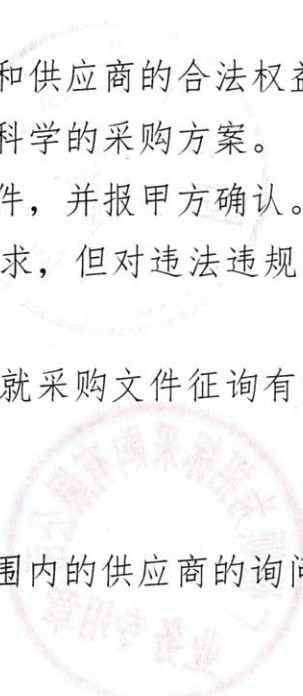 和供应商的合法权益
科学的采购方案。
件，并报甲方确认。
求，但对违法违规
就采购文件征询有
围内的供应商的询问